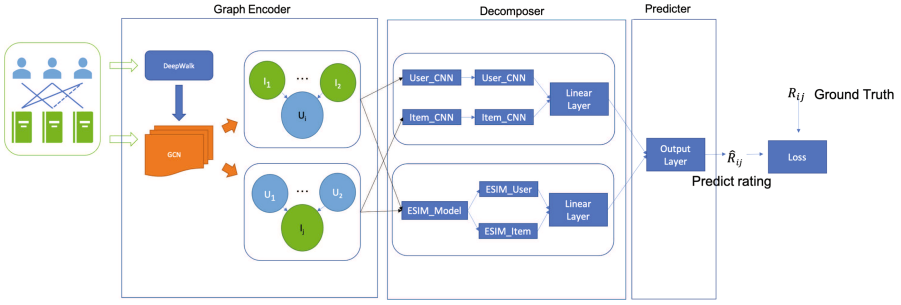 Graph Encoder
Decomposer
Predicter
DeepWalk
GCN
I1 ... I2
Ui
U1 ... U2
Ij
User_CNN
User_CNN
Item_CNN
Item_CNN
Linear
Layer
ESIM_Model
ESIM_User
ESIM_Item
Linear
Layer
Output
Layer
R̂ij
Predict rating
Rij Ground Truth
Loss